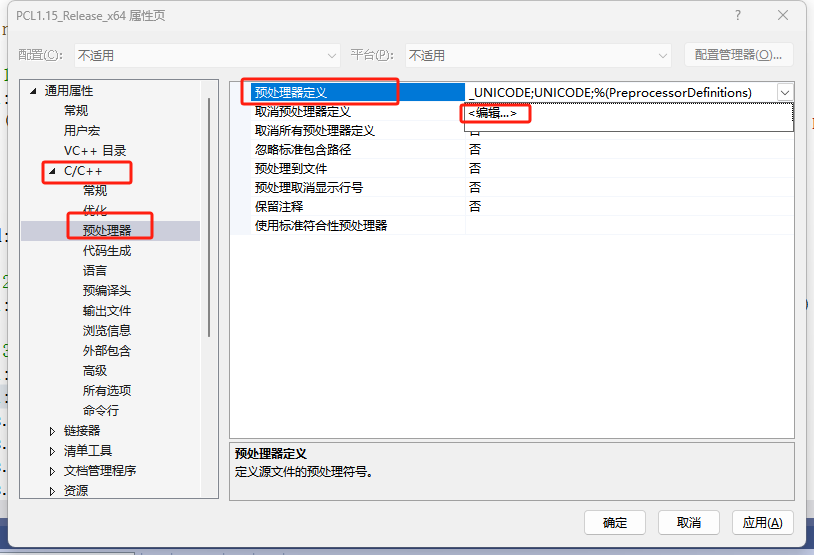 PCL1.15_Release_x64 属性页
配置(C): 不适用 平台(P): 不适用 配置管理器(O)...
通用属性
常规
用户宏
VC++ 目录
C/C++
常规
优化
预处理器
代码生成
语言
预编译头
输出文件
浏览信息
外部包含
高级
所有选项
命令行
链接器
清单工具
文档管理程序
资源
预处理器定义 _UNICODE;UNICODE;%(PreprocessorDefinitions)
取消预处理器定义 <编辑...>
取消所有预处理器定义 否
忽略标准包含路径 否
预处理到文件 否
预处理取消显示行号 否
保留注释 否
使用标准符合性预处理器
预处理器定义
定义源文件的预处理符号。
确定 取消 应用(A)